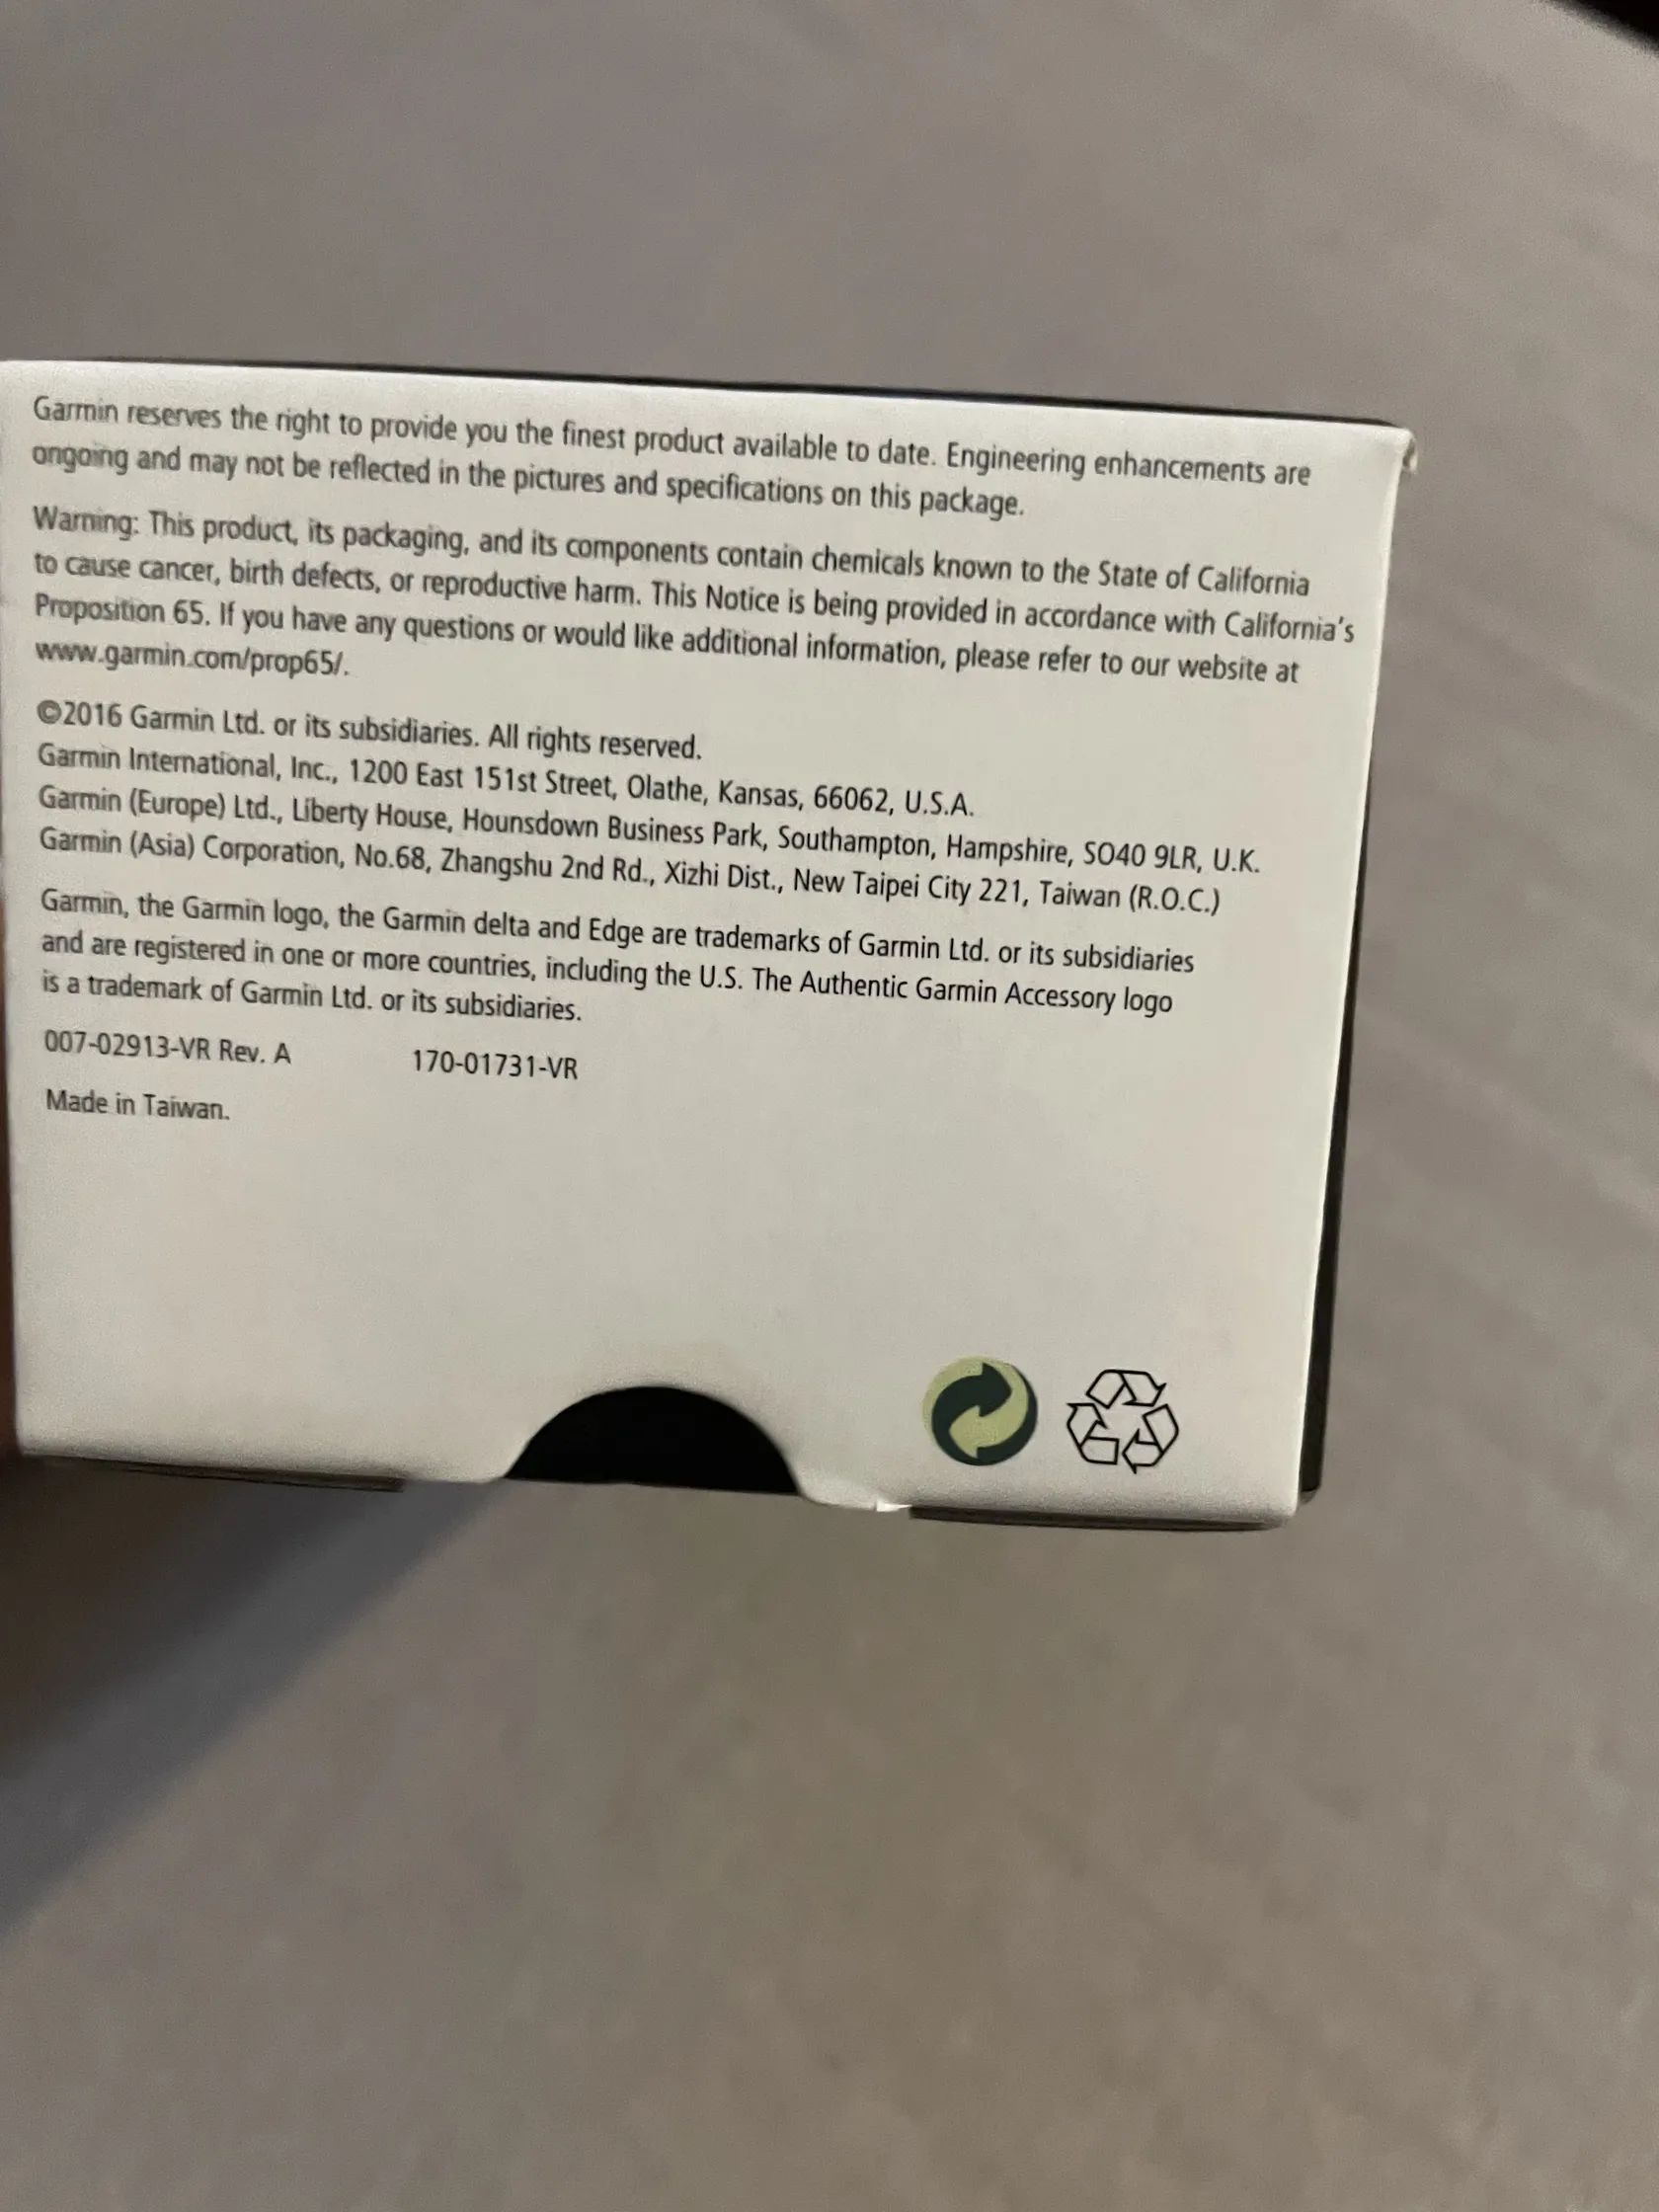 Garmin reserves the right to provide you the finest product available to date. Engineering enhancements are
ongoing and may not be reflected in the pictures and specifications on this package.
Warning: This product, its packaging, and its components contain chemicals known to the State of California
to cause cancer, birth defects, or reproductive harm. This Notice is being provided in accordance with California's
Proposition 65. If you have any questions or would like additional information, please refer to our website at
www.garmin.com/prop65/.
©2016 Garmin Ltd. or its subsidiaries. All rights reserved.
Garmin International, Inc., 1200 East 151st Street, Olathe, Kansas, 66062, U.S.A.
Garmin (Europe) Ltd., Liberty House, Hounsdown Business Park, Southampton, Hampshire, SO40 9LR, U.K.
Garmin (Asia) Corporation, No.68, Zhangshu 2nd Rd., Xizhi Dist., New Taipei City 221, Taiwan (R.O.C.)
Garmin, the Garmin logo, the Garmin delta and Edge are trademarks of Garmin Ltd. or its subsidiaries
and are registered in one or more countries, including the U.S. The Authentic Garmin Accessory logo
is a trademark of Garmin Ltd. or its subsidiaries.
007-02913-VR Rev. A 170-01731-VR
Made in Taiwan.